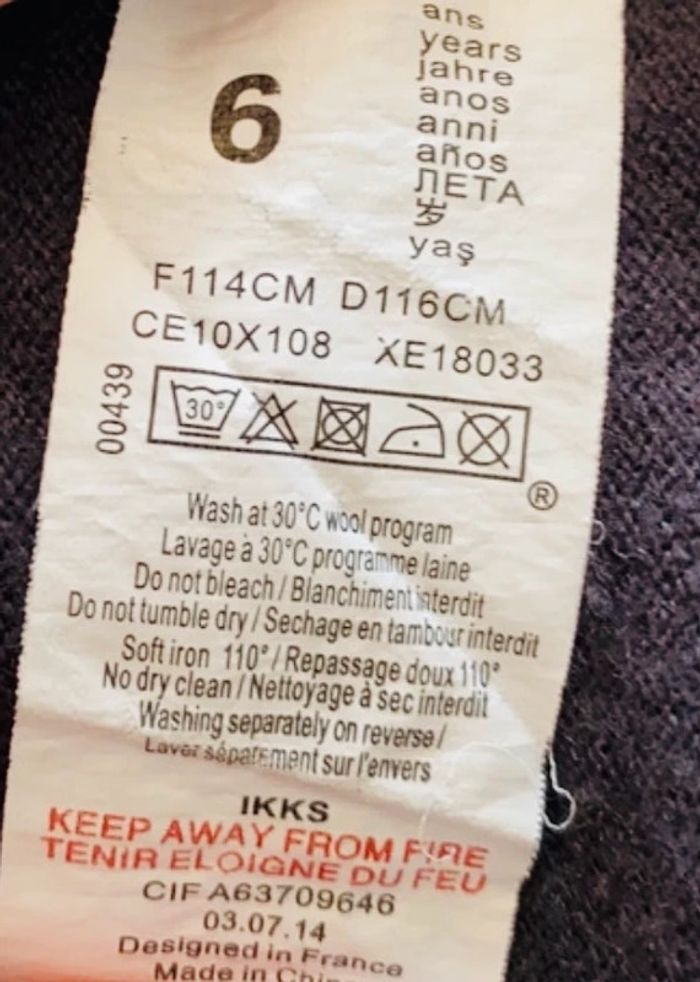 6
ans
years
Jahre
anos
anni
años
ЛЕТА
岁
yaş
F114CM D116CM
CE10X108 XE18033
00439
30°
®
Wash at 30°C wool program
Lavage à 30°C programme laine
Do not bleach / Blanchiment interdit
Do not tumble dry / Sechage en tambour interdit
Soft iron 110° / Repassage doux 110°
No dry clean / Nettoyage à sec interdit
Washing separately on reverse /
Laver séparément sur l'envers
IKKS
KEEP AWAY FROM FIRE
TENIR ELOIGNE DU FEU
CIF A63709646
03.07.14
Designed in France
Made in